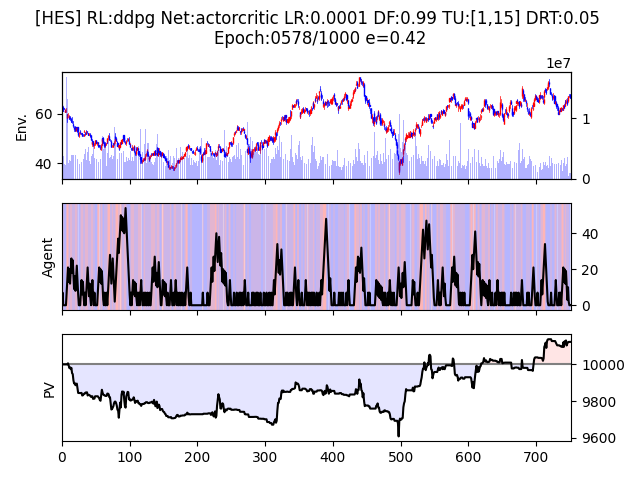 [HES] RL:ddpg Net:actorcritic LR:0.0001 DF:0.99 TU:[1,15] DRT:0.05
Epoch:0578/1000 e=0.42
1e7
Env.
60
40
1
0
Agent
40
20
0
PV
10000
9800
9600
0 100 200 300 400 500 600 700